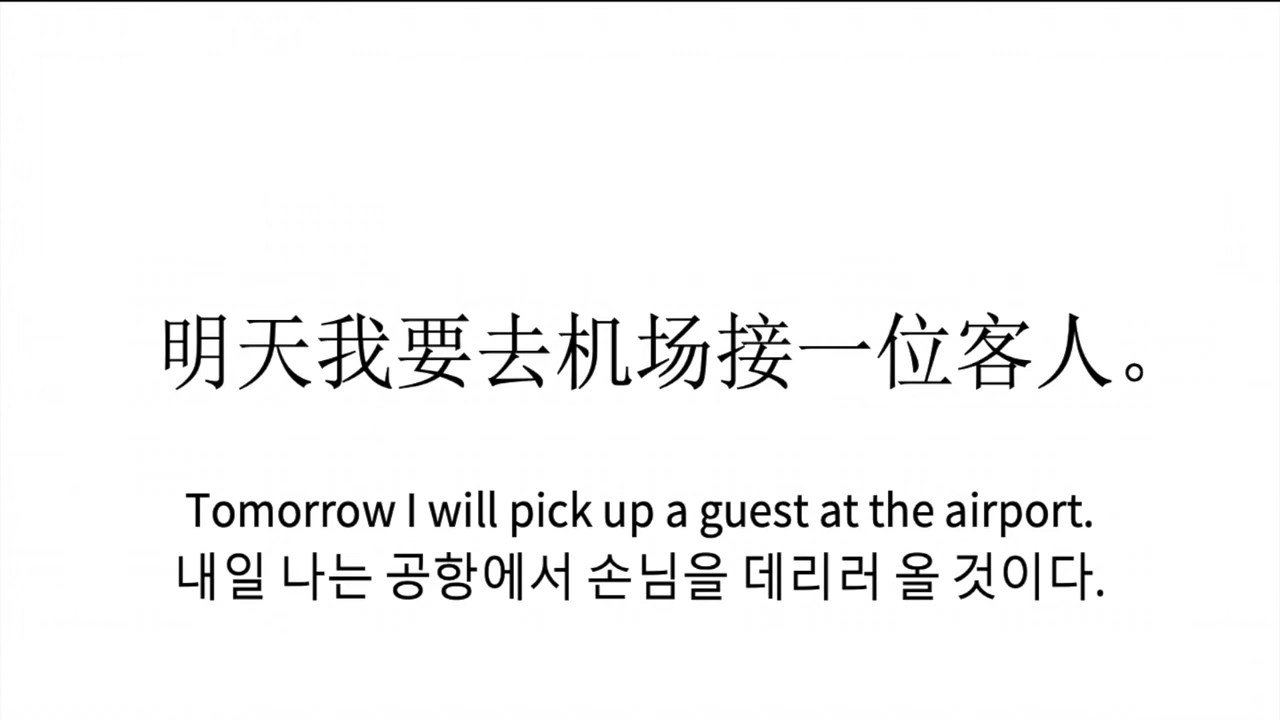 明天我要去机场接一位客人。
Tomorrow I will pick up a guest at the airport.
내일 나는 공항에서 손님을 데리러 올 것이다.